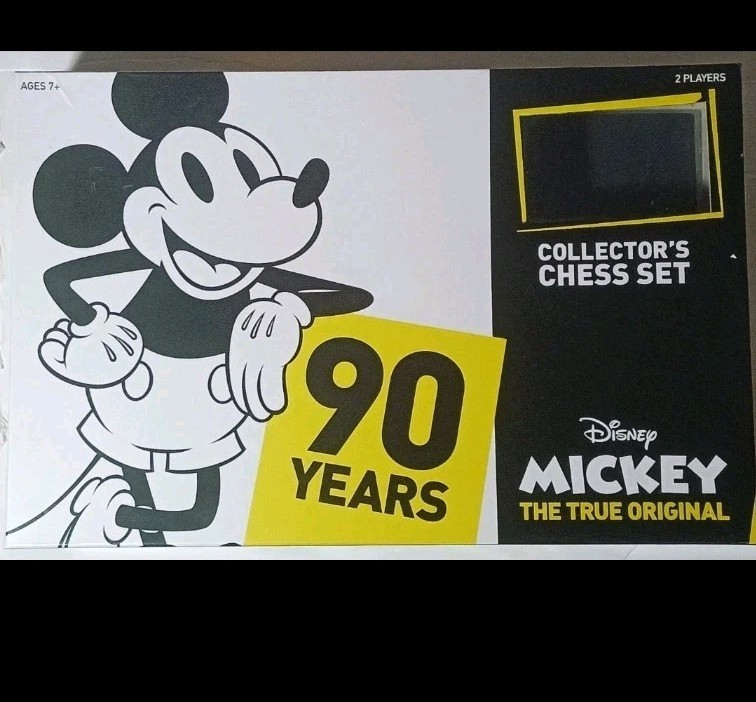 AGES 7+
2 PLAYERS
COLLECTOR'S
CHESS SET
90
YEARS
Disney
MICKEY
THE TRUE ORIGINAL